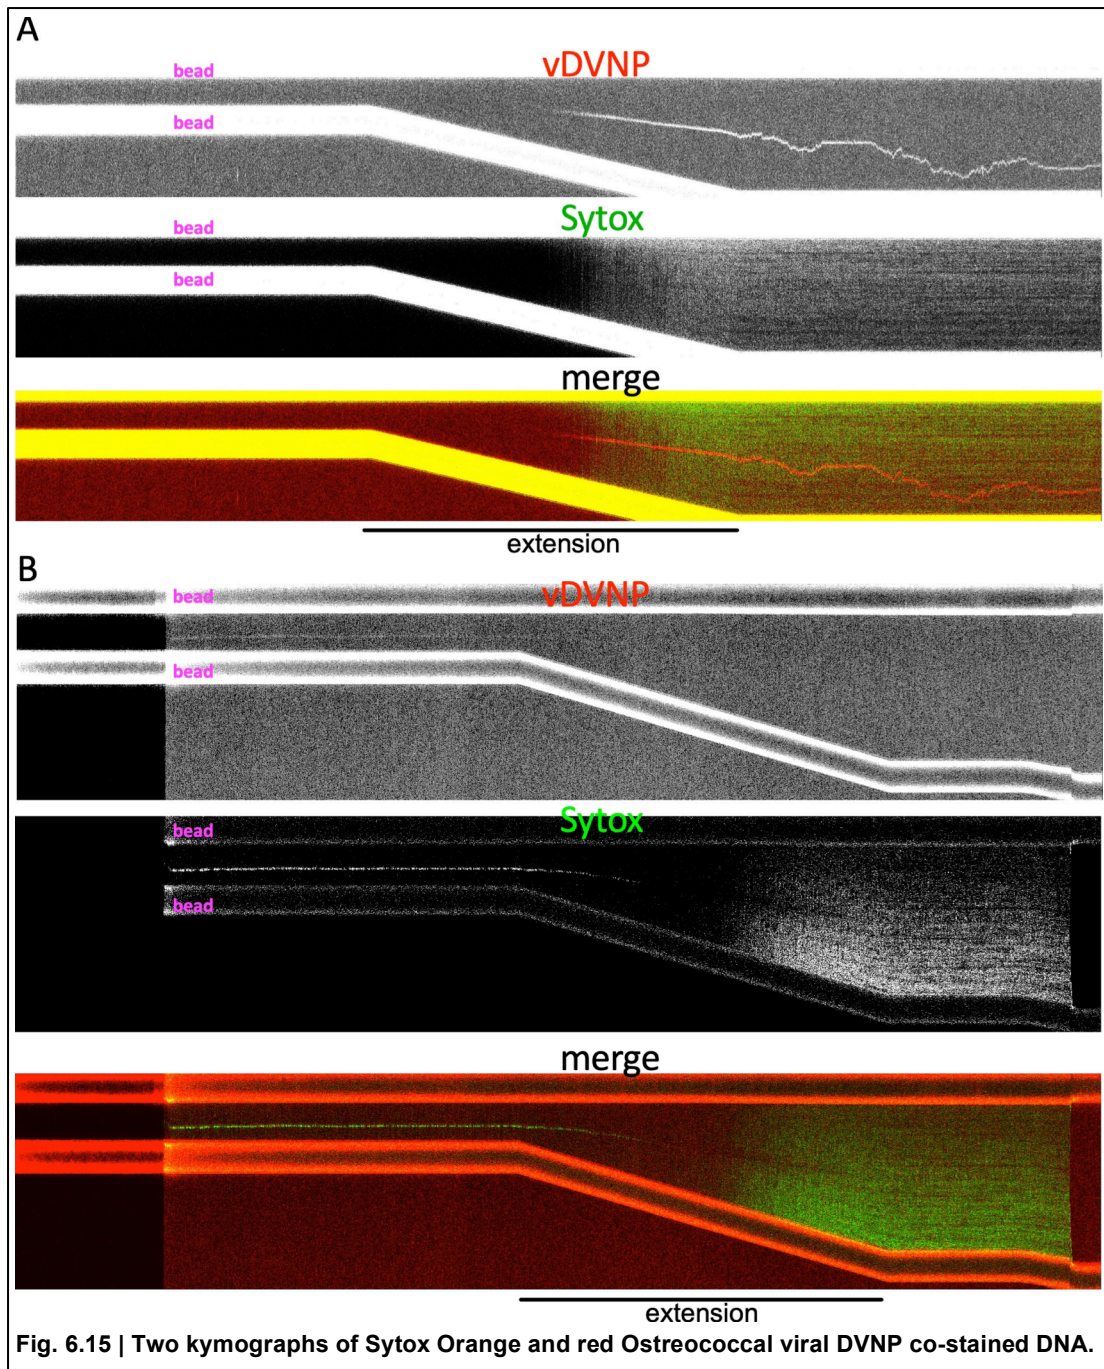 A
bead
vDVNP
bead
bead
Sytox
bead
merge
extension
B
bead
vDVNP
bead
bead
Sytox
bead
merge
extension
Fig. 6.15 | Two kymographs of Sytox Orange and red Ostreococcal viral DVNP co-stained DNA.